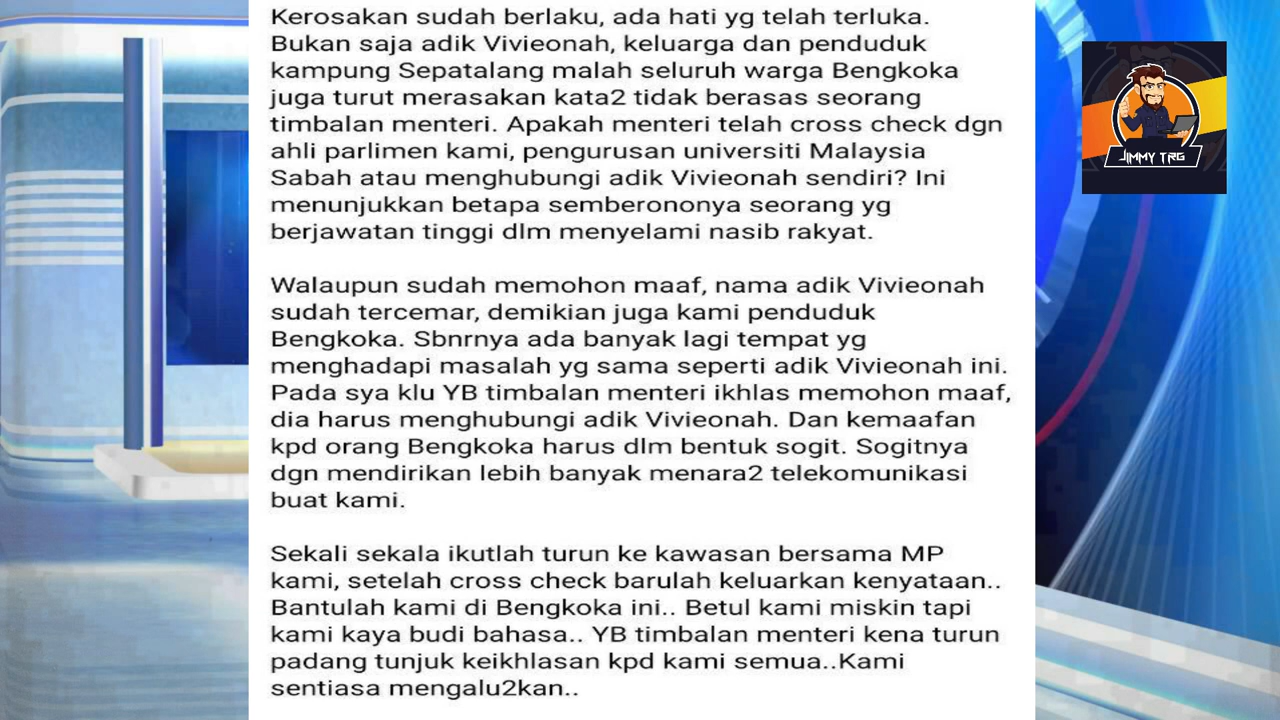 Kerosakan sudah berlaku, ada hati yg telah terluka.
Bukan saja adik Vivieonah, keluarga dan penduduk
kampung Sepatalang malah seluruh warga Bengkoka
juga turut merasakan kata2 tidak berasas seorang
timbalan menteri. Apakah menteri telah cross check dgn
ahli parlimen kami, pengurusan universiti Malaysia
Sabah atau menghubungi adik Vivieonah sendiri? Ini
menunjukkan betapa semberononya seorang yg
berjawatan tinggi dlm menyelami nasib rakyat.
Walaupun sudah memohon maaf, nama adik Vivieonah
sudah tercemar, demikian juga kami penduduk
Bengkoka. Sbnrnya ada banyak lagi tempat yg
menghadapi masalah yg sama seperti adik Vivieonah ini.
Pada sya klu YB timbalan menteri ikhlas memohon maaf,
dia harus menghubungi adik Vivieonah. Dan kemaafan
kpd orang Bengkoka harus dlm bentuk sogit. Sogitnya
dgn mendirikan lebih banyak menara2 telekomunikasi
buat kami.
Sekali sekala ikutlah turun ke kawasan bersama MP
kami, setelah cross check barulah keluarkan kenyataan..
Bantulah kami di Bengkoka ini.. Betul kami miskin tapi
kami kaya budi bahasa.. YB timbalan menteri kena turun
padang tunjuk keikhlasan kpd kami semua..Kami
sentiasa mengalu2kan..
JIMMY TRG